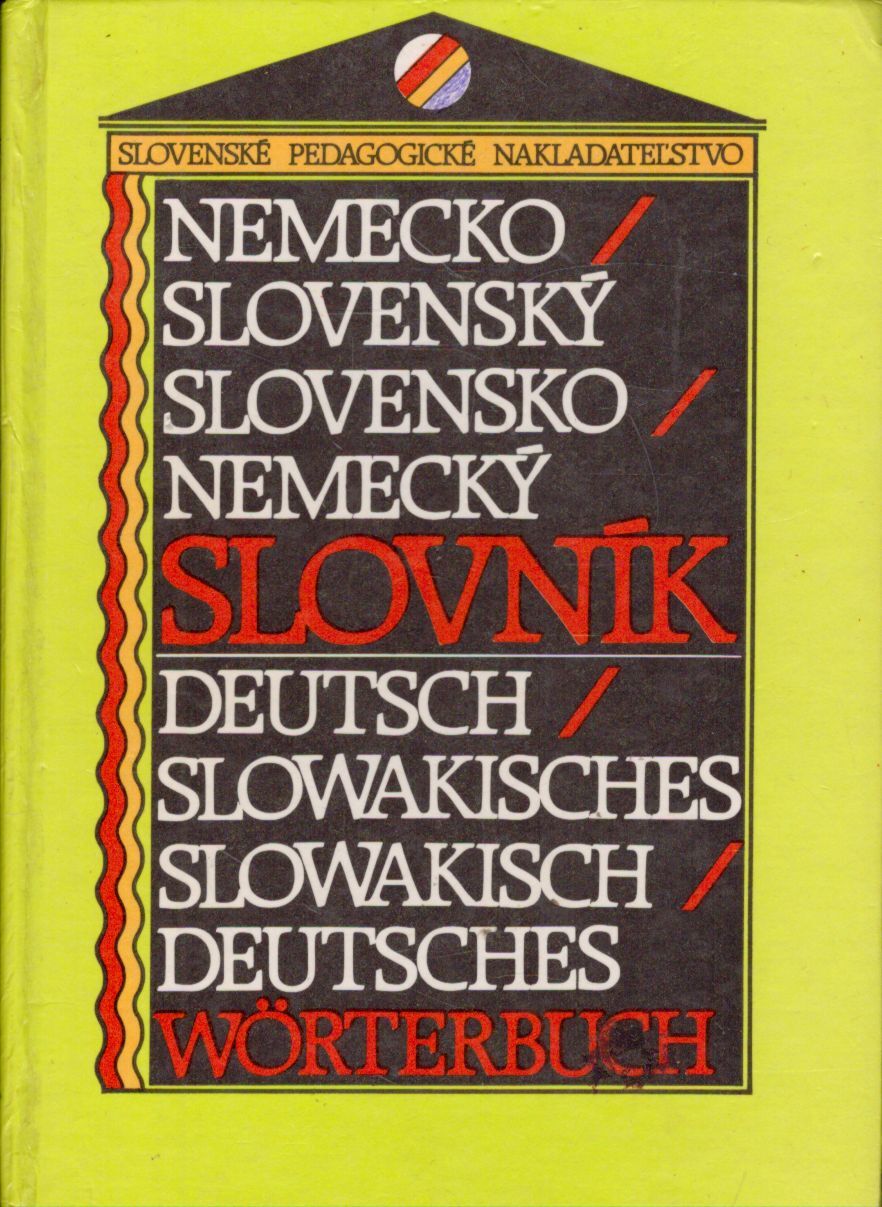 SLOVENSKÉ PEDAGOGICKÉ NAKLADATEĽSTVO
NEMECKO /
SLOVENSKÝ
SLOVENSKO /
NEMECKÝ
SLOVNÍK
DEUTSCH /
SLOWAKISCHES
SLOWAKISCH /
DEUTSCHES
WÖRTERBUCH